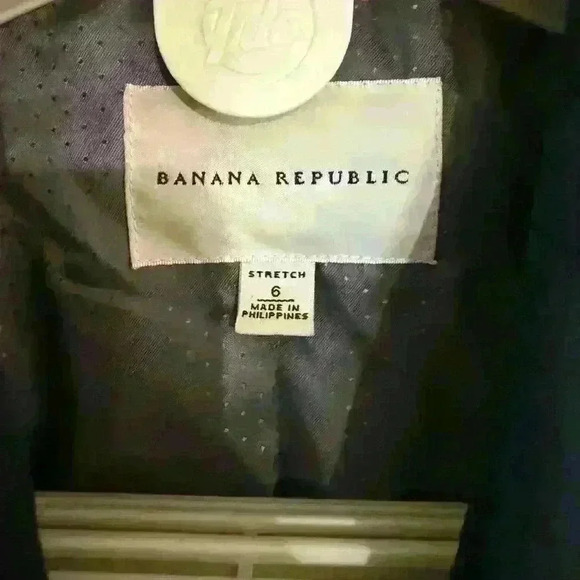 BANANA REPUBLIC
STRETCH
6
MADE IN
PHILIPPINES